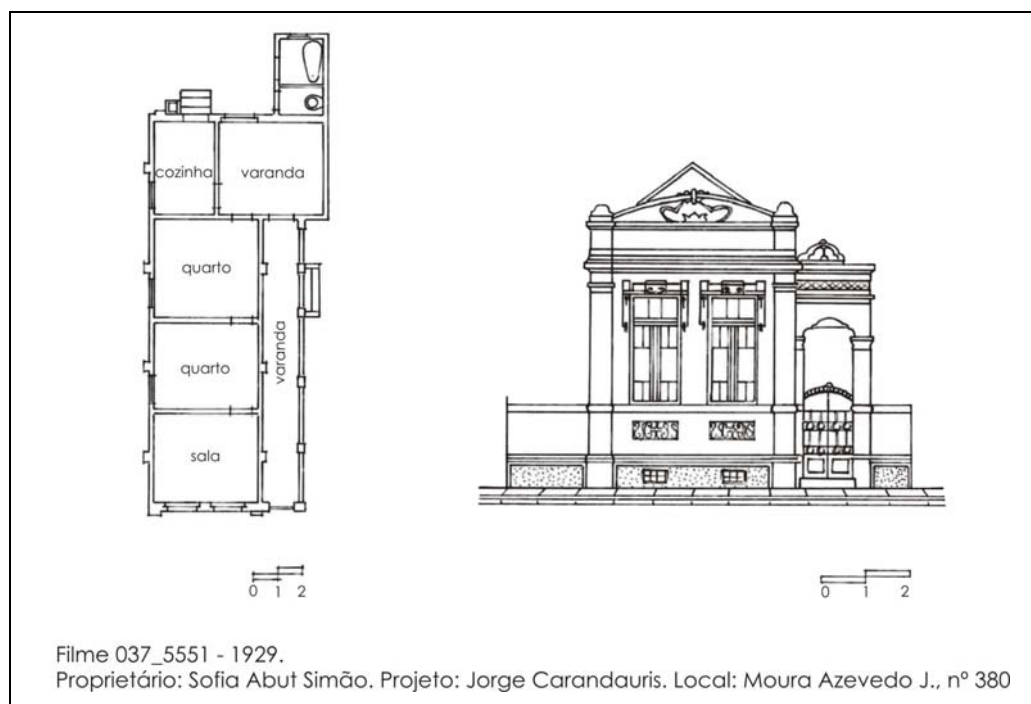 cozinha
varanda
quarto
varanda
quarto
sala
0 1 2
0 1 2
Filme 037_5551 - 1929.
Proprietário: Sofia Abut Simão. Projeto: Jorge Carandauris. Local: Moura Azevedo J., nº 380